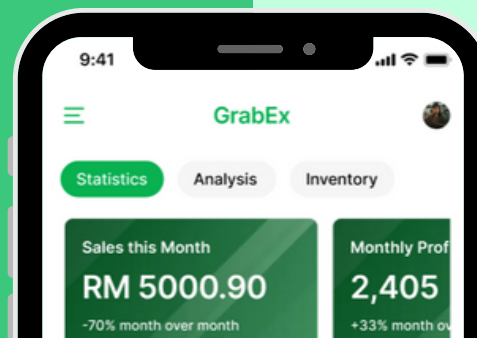 9:41
GrabEx
Statistics Analysis Inventory
Sales this Month
RM 5000.90
-70% month over month
Monthly Prof
2,405
+33% month ov